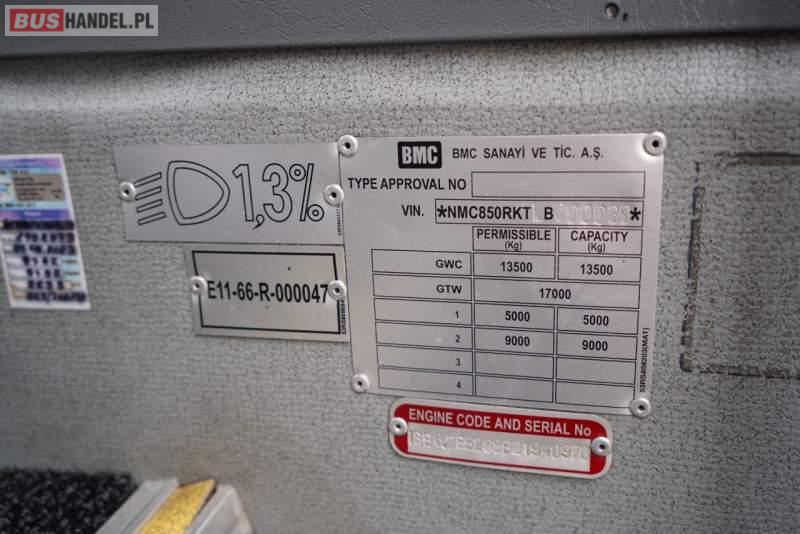 BUSHANDEL.PL
1,3%
BMC BMC SANAYİ VE TİC. A.Ş.
TYPE APPROVAL NO
VIN. *NMC850RKT
PERMISSIBLE (Kg) CAPACITY (Kg)
GWC 13500 13500
GTW 17000
1 5000 5000
2 9000 9000
3
4
53RS809203(MAT)
E11-66-R-000047
ENGINE CODE AND SERIAL No